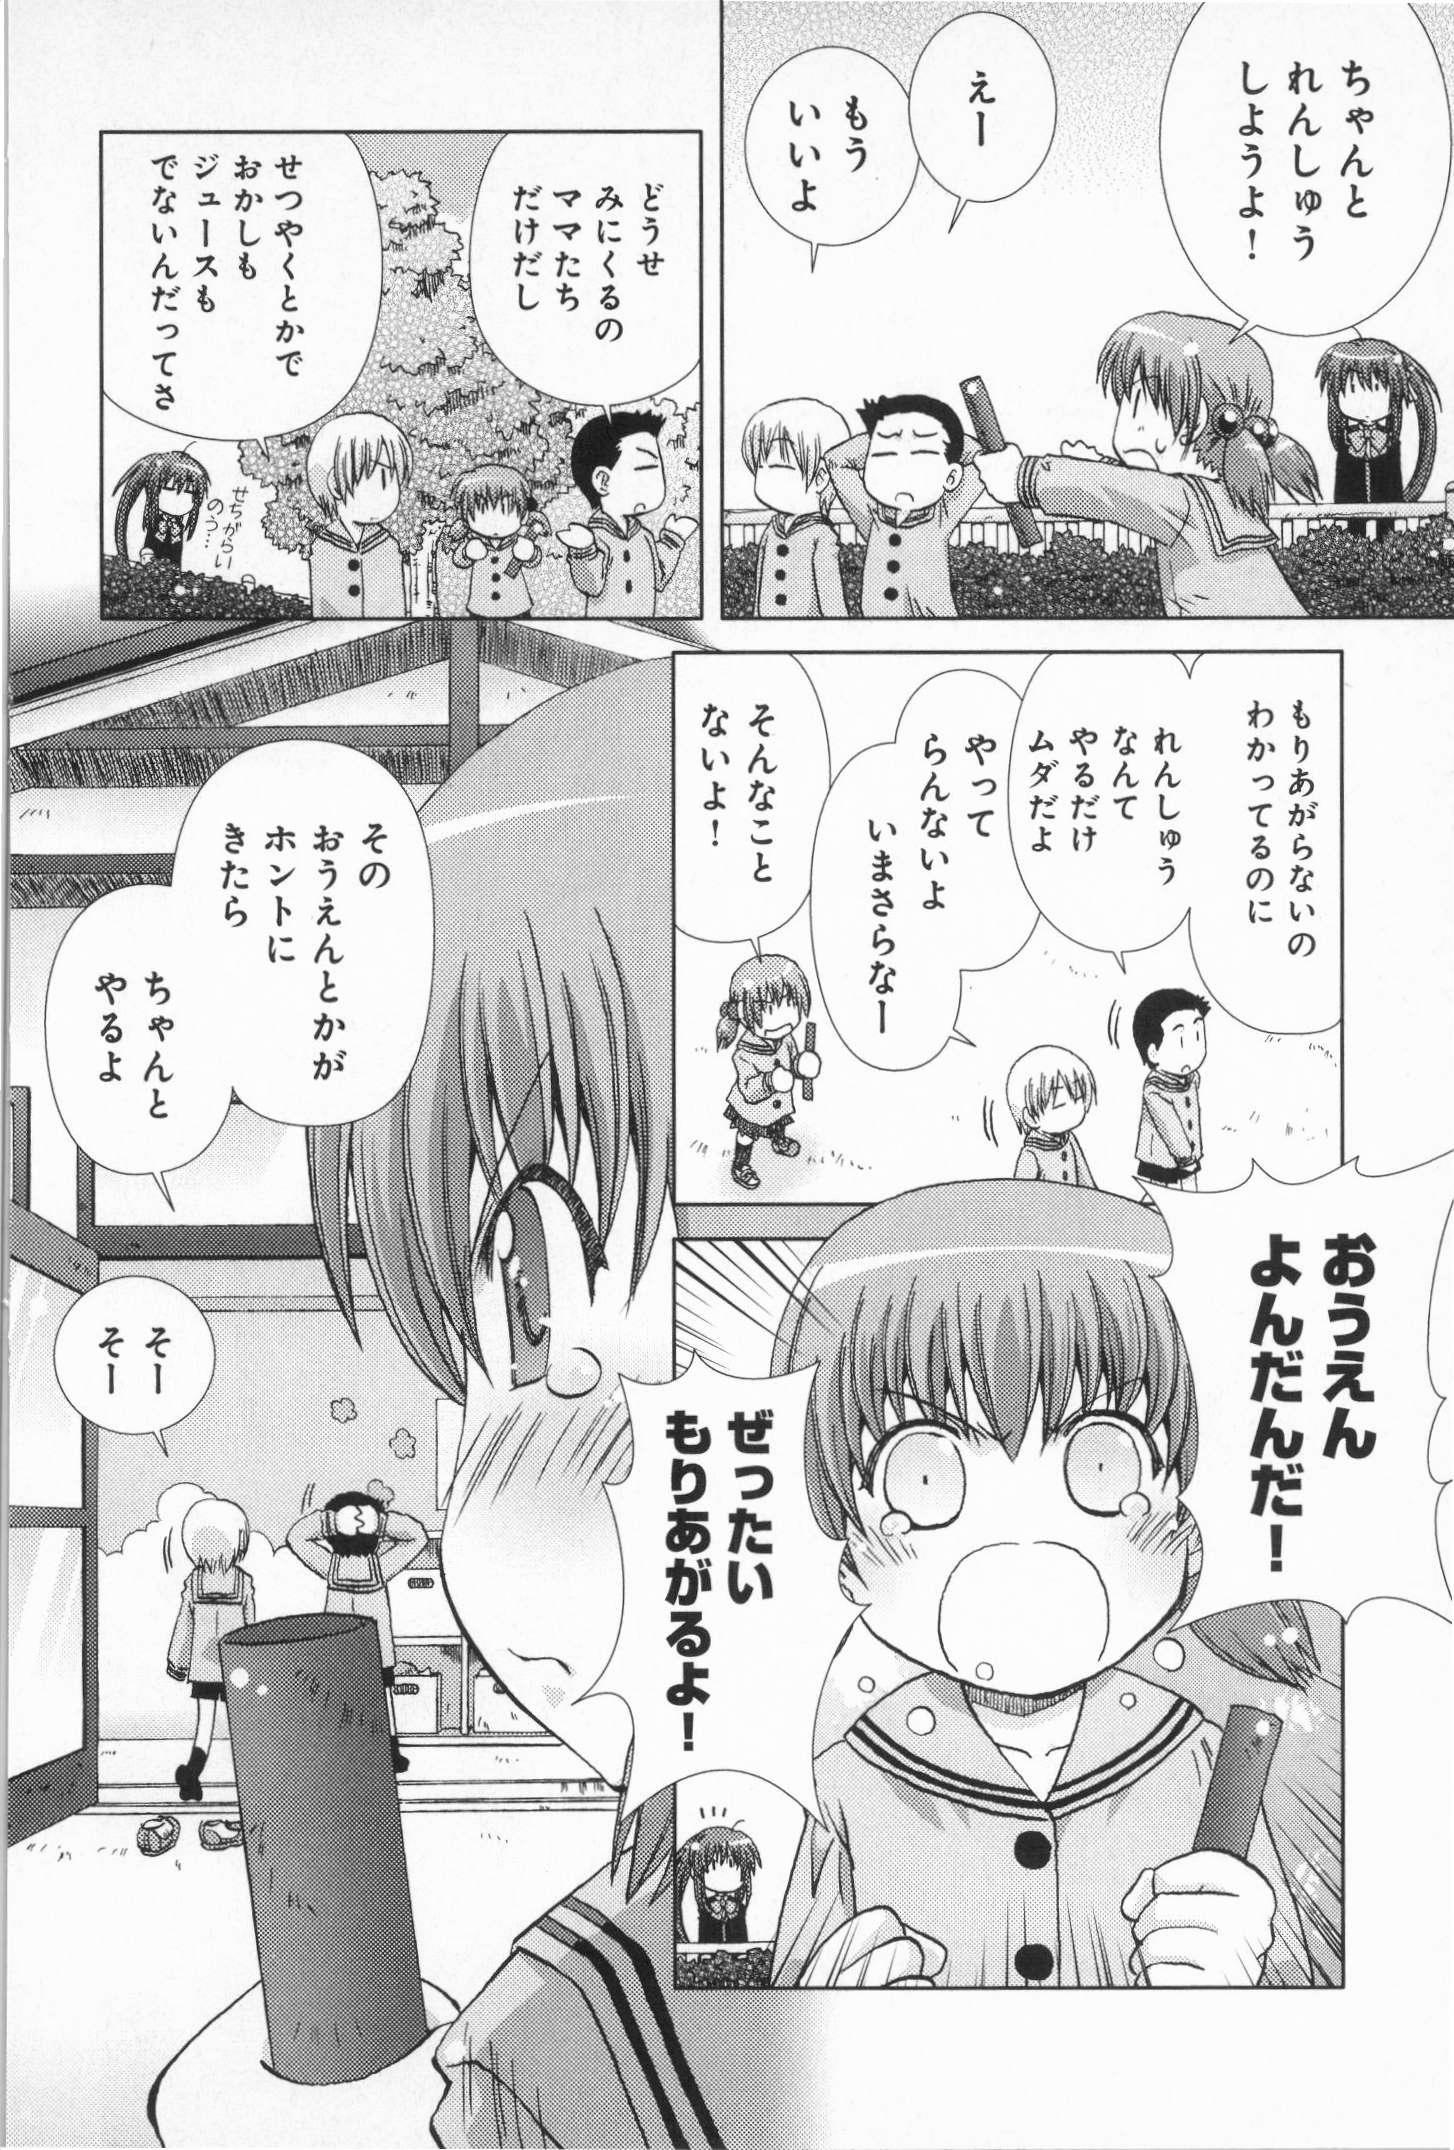 ちゃんと
れんしゅう
しようよ！
えー
もう
いいよ
どうせ
みにくるの
ママたち
だけだし
せつやくとかで
おかしも
ジュースも
でないんだってさ
せちがらい
のう…
もりあがらないの
わかってるのに
れんしゅう
なんて
やるだけ
ムダだよ
やって
らんないよ
いまさらなー
そんなこと
ないよ！
おうえん
よんだんだ！
ぜったい
もりあがるよ！
その
おうえんとかが
ホントに
きたら
ちゃんと
やるよ
そー
そー